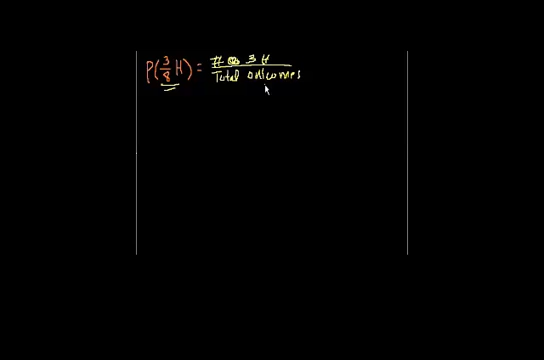 P(3/8 H) = # 3 H / Total outcomes